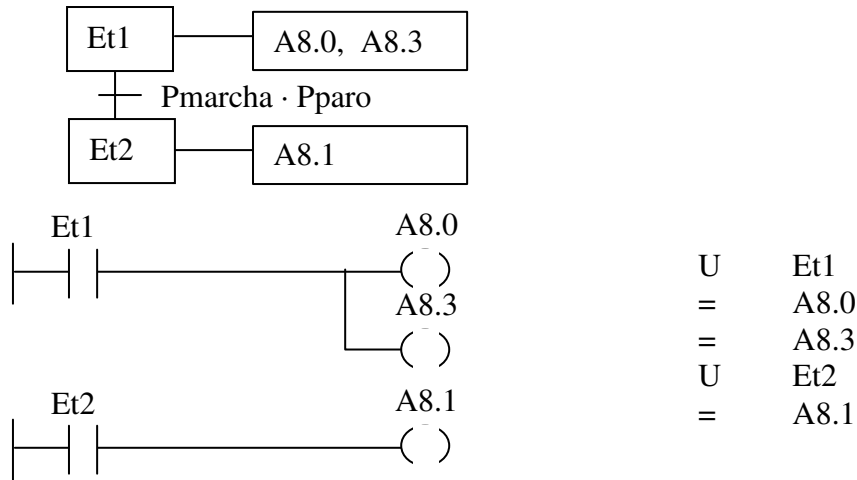 Et1 A8.0, A8.3
Pmarcha · Pparo
Et2 A8.1
Et1 A8.0
A8.3
Et2 A8.1
U Et1
= A8.0
= A8.3
U Et2
= A8.1